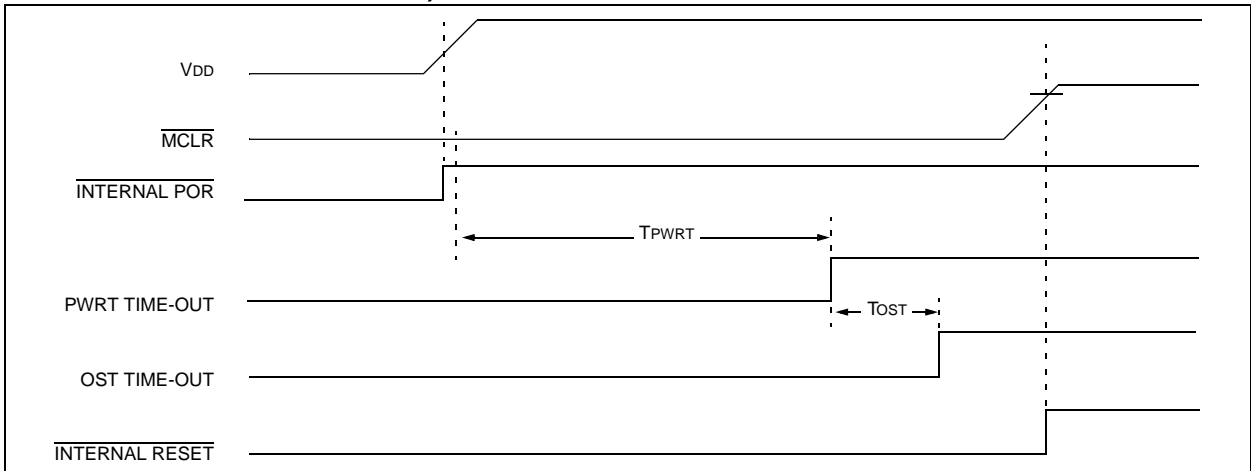 VDD
MCLR
INTERNAL POR
TPWRT
PWRT TIME-OUT
TOST
OST TIME-OUT
INTERNAL RESET